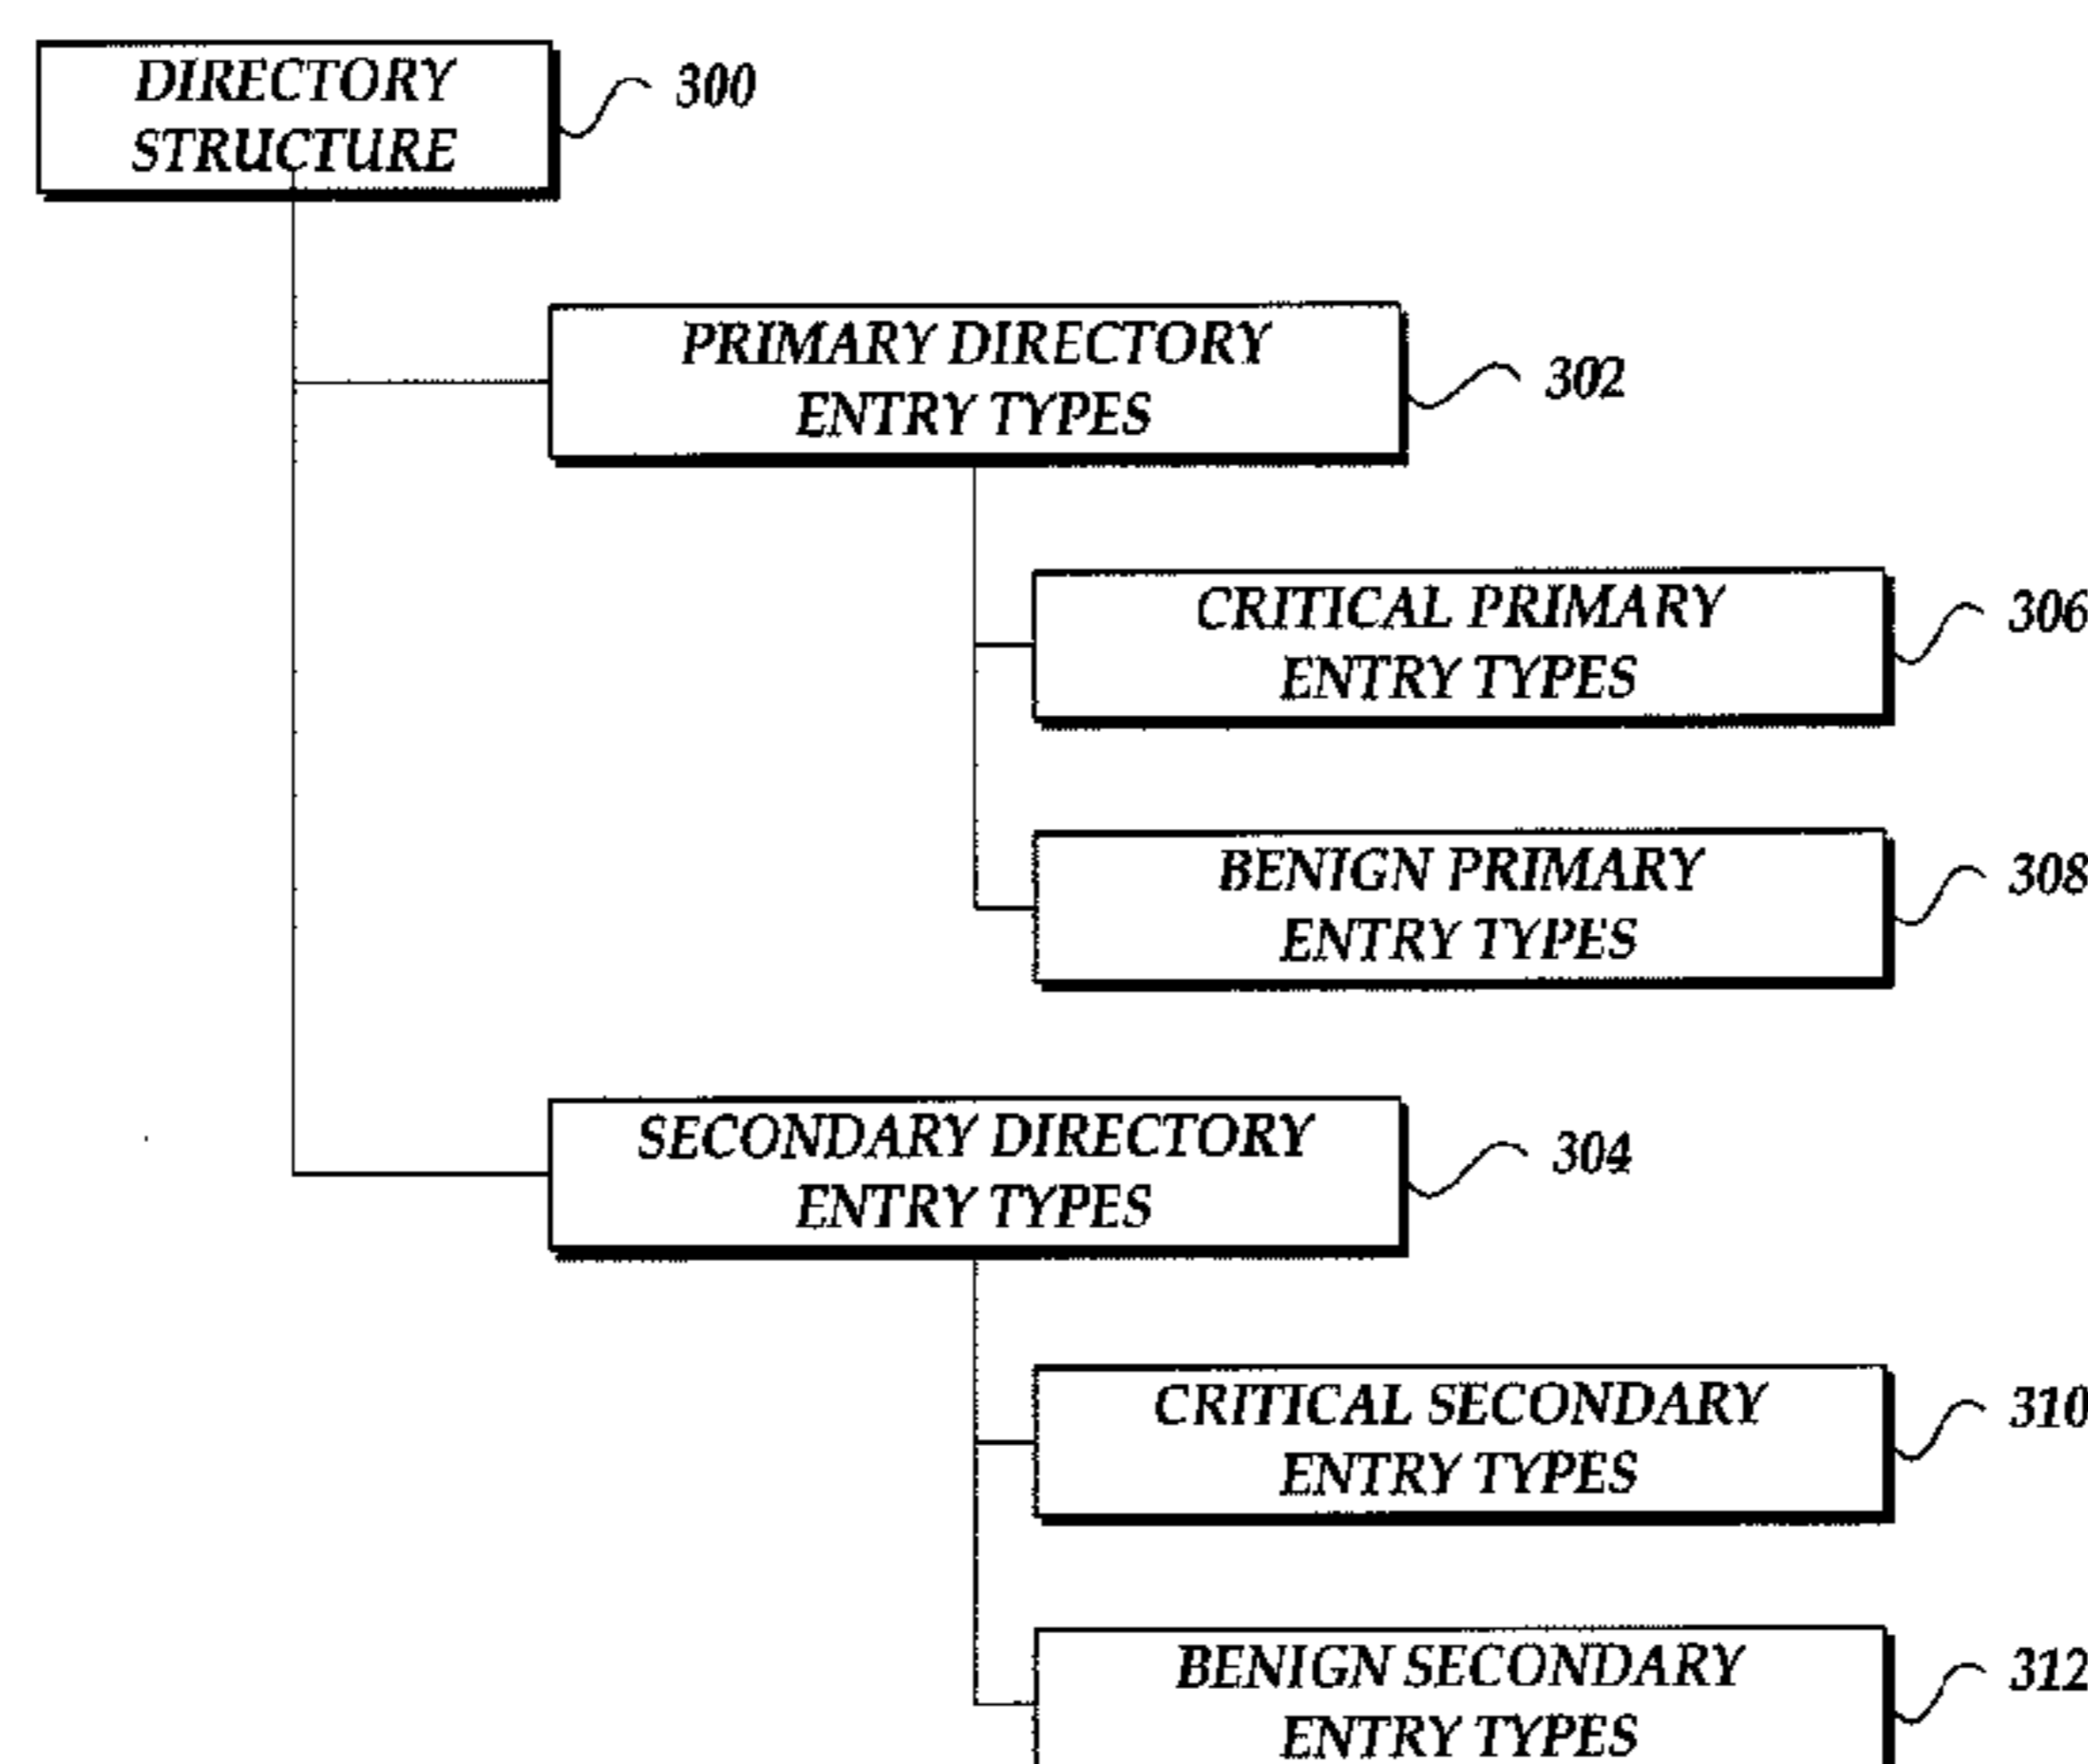 DIRECTORY
STRUCTURE
300
PRIMARY DIRECTORY
ENTRY TYPES
302
CRITICAL PRIMARY
ENTRY TYPES
306
BENIGN PRIMARY
ENTRY TYPES
308
SECONDARY DIRECTORY
ENTRY TYPES
304
CRITICAL SECONDARY
ENTRY TYPES
310
BENIGN SECONDARY
ENTRY TYPES
312